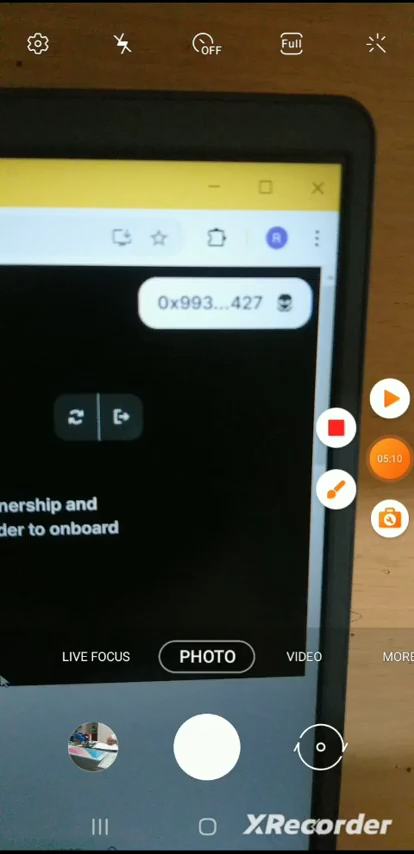 OFF
Full
R
0x993...427
nership and
der to onboard
05:10
LIVE FOCUS
PHOTO
VIDEO
MORE
XRecorder